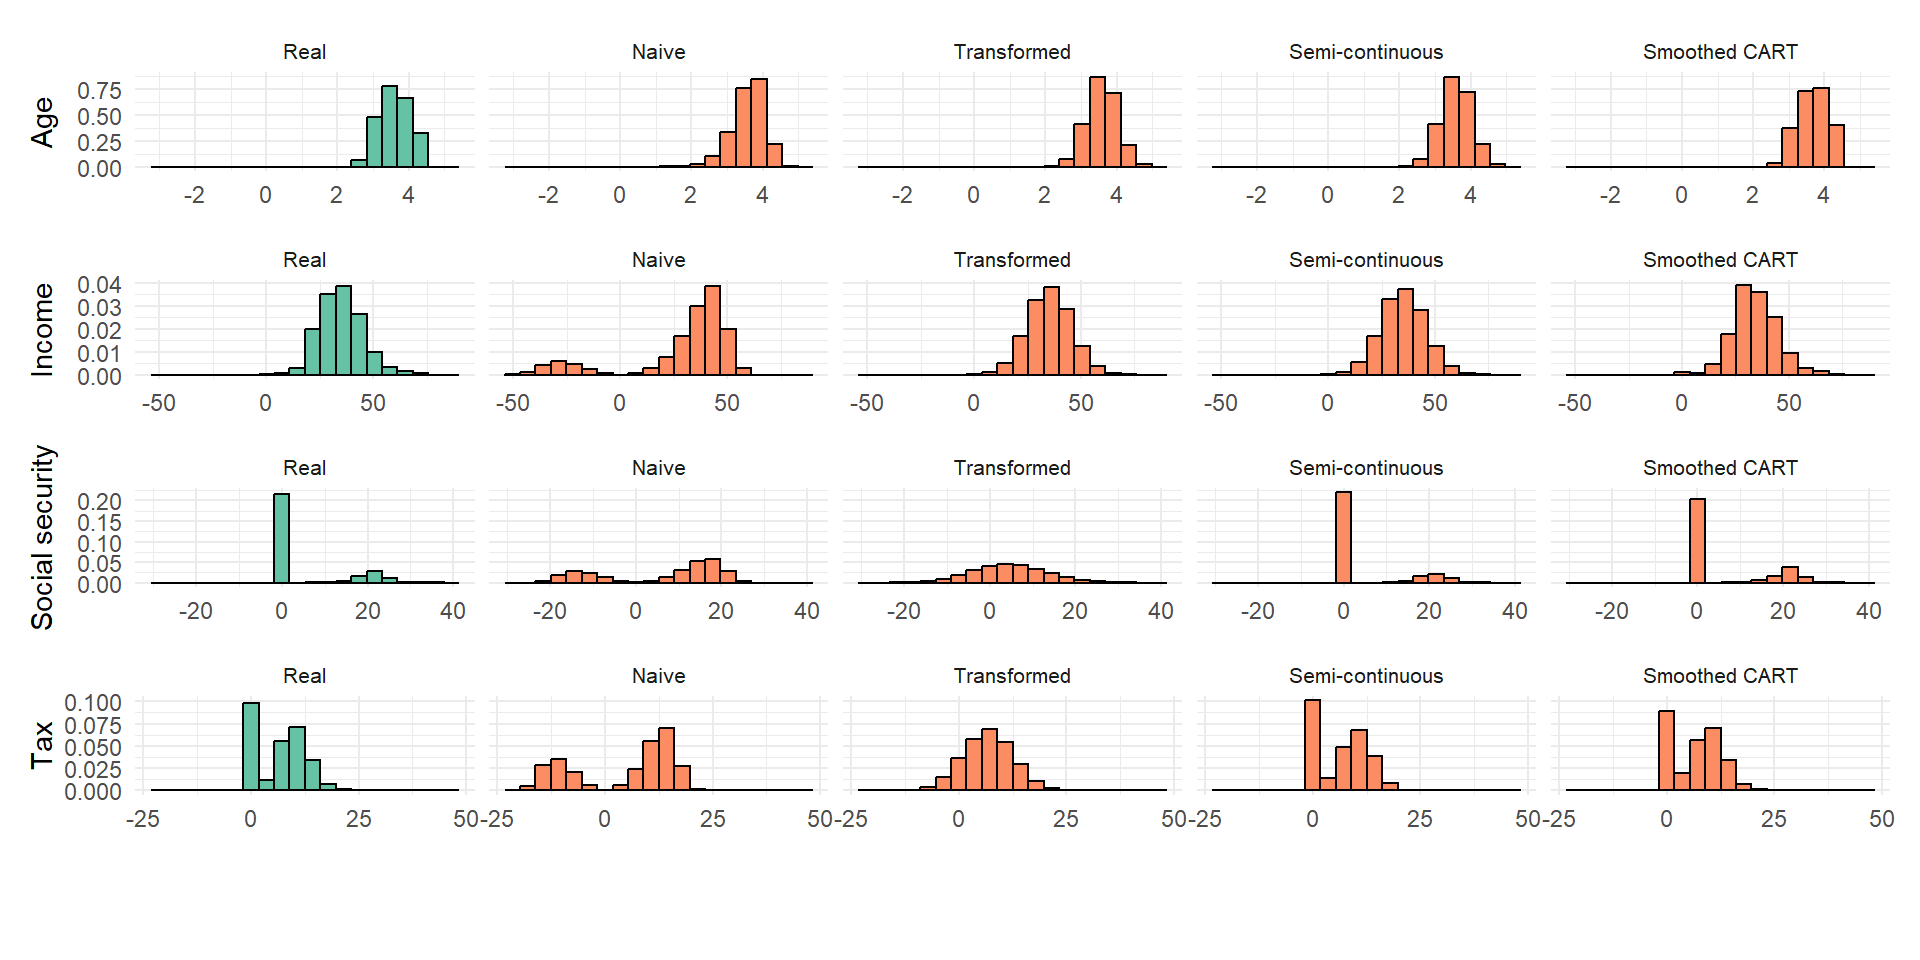 Real Naive Transformed Semi-continuous Smoothed CART
Age
0.75
0.50
0.25
0.00
-2 0 2 4 -2 0 2 4 -2 0 2 4 -2 0 2 4 -2 0 2 4
Real Naive Transformed Semi-continuous Smoothed CART
Income
0.04
0.03
0.02
0.01
0.00
-50 0 50 -50 0 50 -50 0 50 -50 0 50 -50 0 50
Real Naive Transformed Semi-continuous Smoothed CART
Social security
0.20
0.15
0.10
0.05
0.00
-20 0 20 40 -20 0 20 40 -20 0 20 40 -20 0 20 40 -20 0 20 40
Real Naive Transformed Semi-continuous Smoothed CART
Tax
0.100
0.075
0.050
0.025
0.000
-25 0 25 50 -25 0 25 50 -25 0 25 50 -25 0 25 50 -25 0 25 50